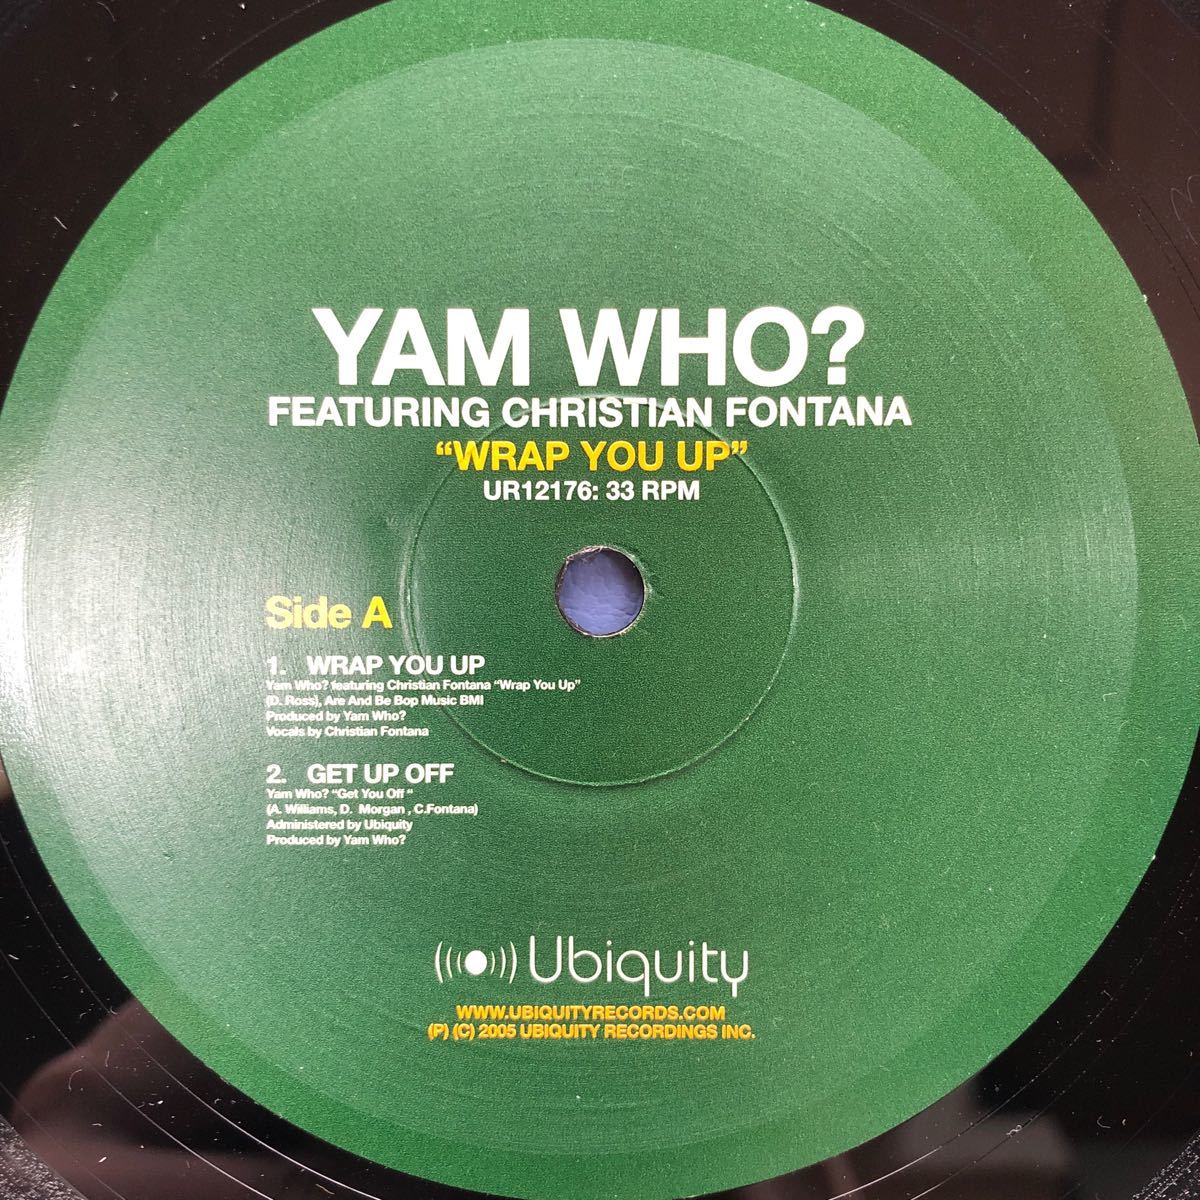 YAM WHO?
FEATURING CHRISTIAN FONTANA
“WRAP YOU UP”
UR12176: 33 RPM
Side A
1. WRAP YOU UP
Yam Who? featuring Christian Fontana “Wrap You Up”
(D. Ross), Are And Be Bop Music BMI
Produced by Yam Who?
Vocals by Christian Fontana
2. GET UP OFF
Yam Who? “Get You Off “
(A. Williams, D. Morgan , C.Fontana)
Administered by Ubiquity
Produced by Yam Who?
Ubiquity
WWW.UBIQUITYRECORDS.COM
(P) (C) 2005 UBIQUITY RECORDINGS INC.